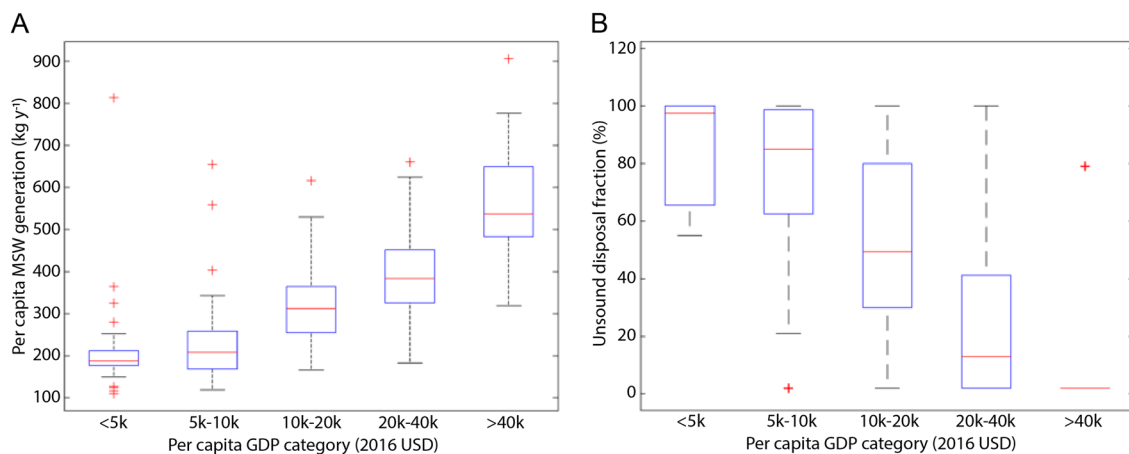 A
Per capita MSW generation (kg y⁻¹)
900
800
700
600
500
400
300
200
100
<5k 5k-10k 10k-20k 20k-40k >40k
Per capita GDP category (2016 USD)
B
Unsound disposal fraction (%)
120
100
80
60
40
20
0
<5k 5k-10k 10k-20k 20k-40k >40k
Per capita GDP category (2016 USD)